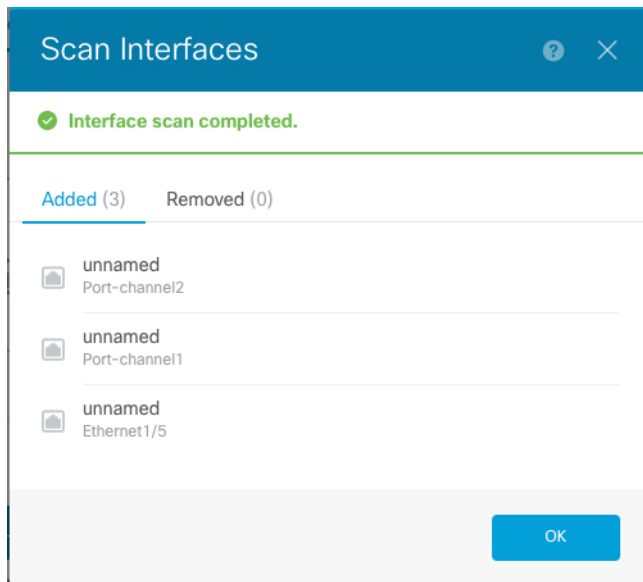 Scan Interfaces
Interface scan completed.
Added (3) Removed (0)
unnamed
Port-channel2
unnamed
Port-channel1
unnamed
Ethernet1/5
OK